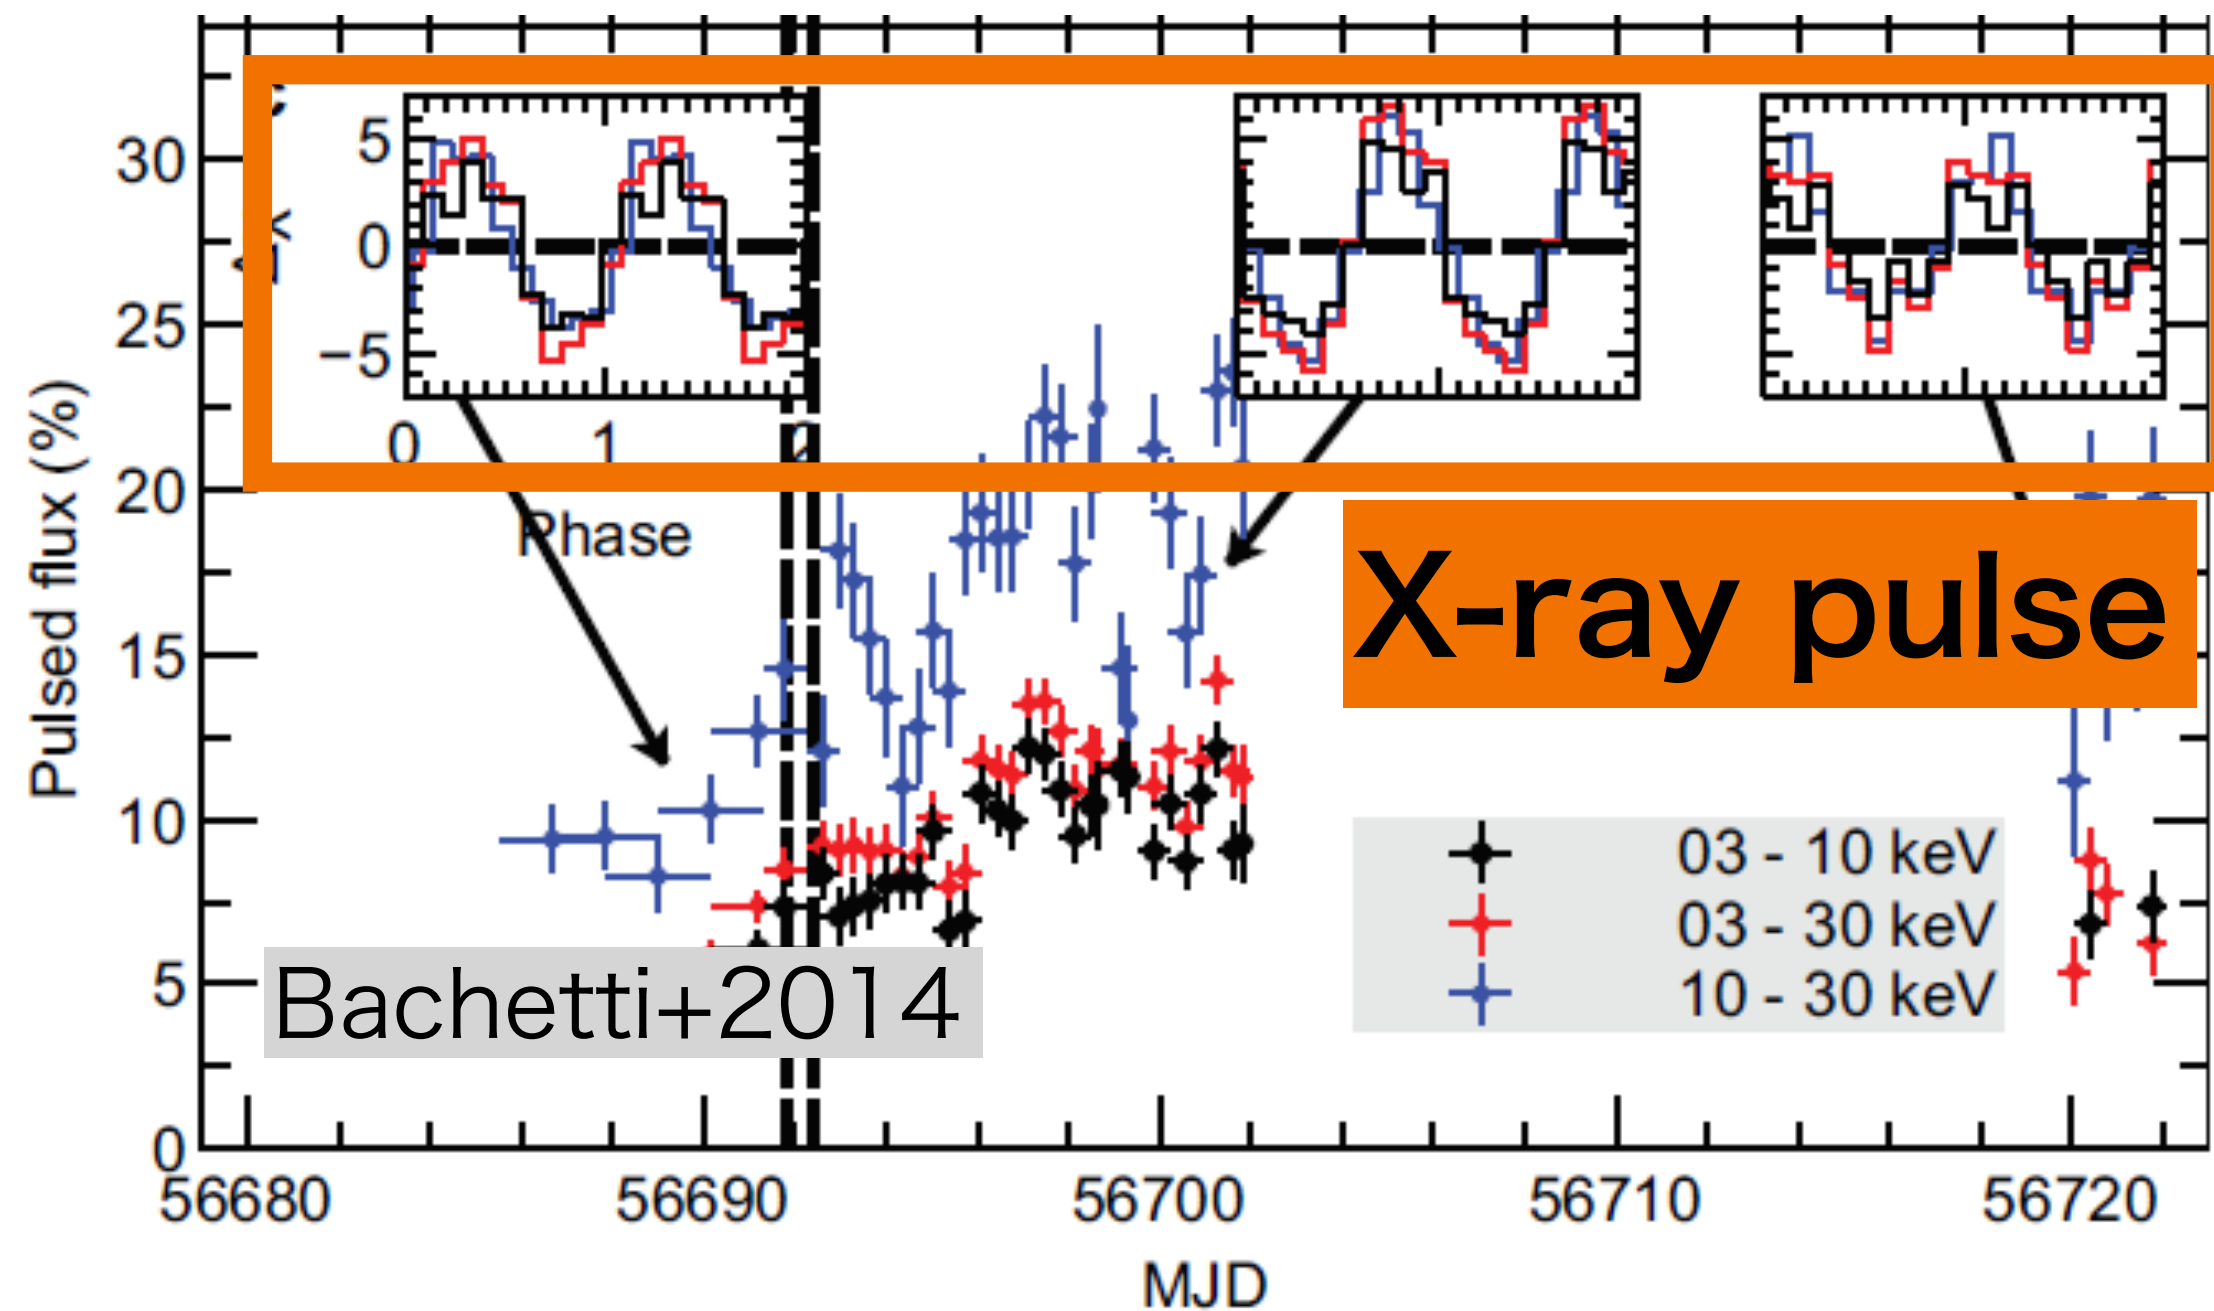 30
25
20
15
10
5
0
Pulsed flux (%)
5
0
−5
0 1 2
Phase
X-ray pulse
03 - 10 keV
03 - 30 keV
10 - 30 keV
Bachetti+2014
56680 56690 56700 56710 56720
MJD